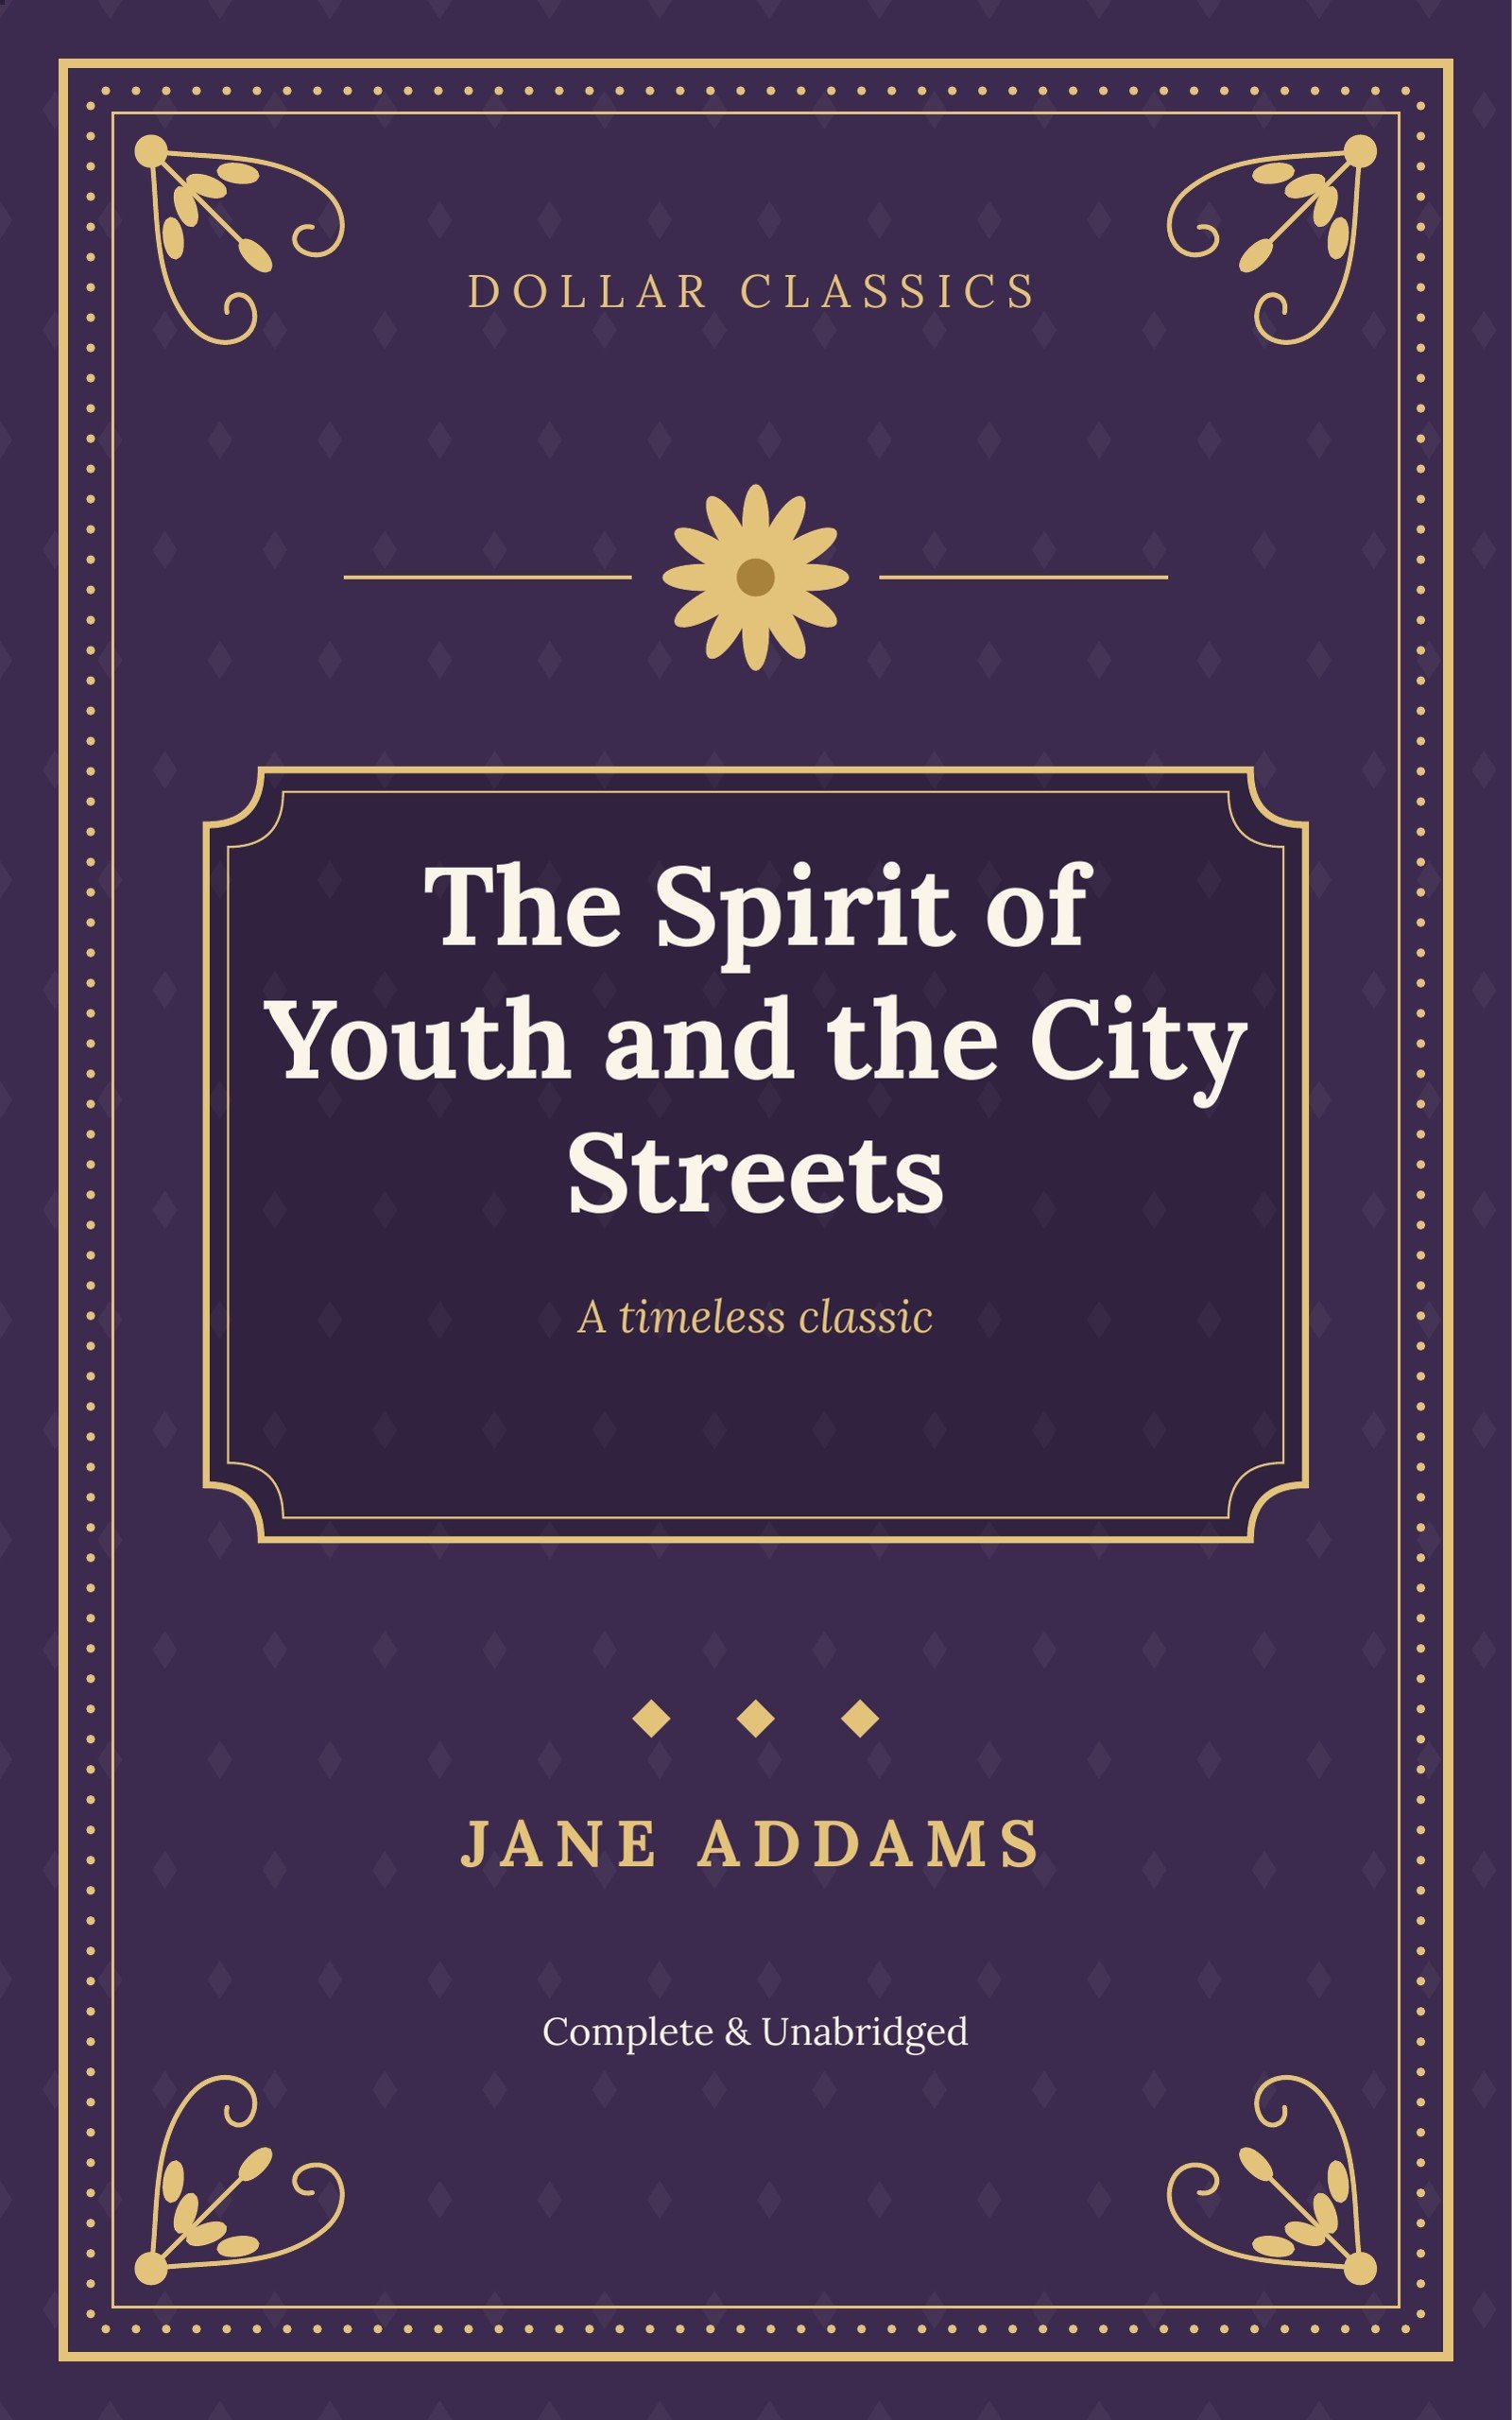 DOLLAR CLASSICS
The Spirit of
Youth and the City
Streets
A timeless classic
JANE ADDAMS
Complete & Unabridged